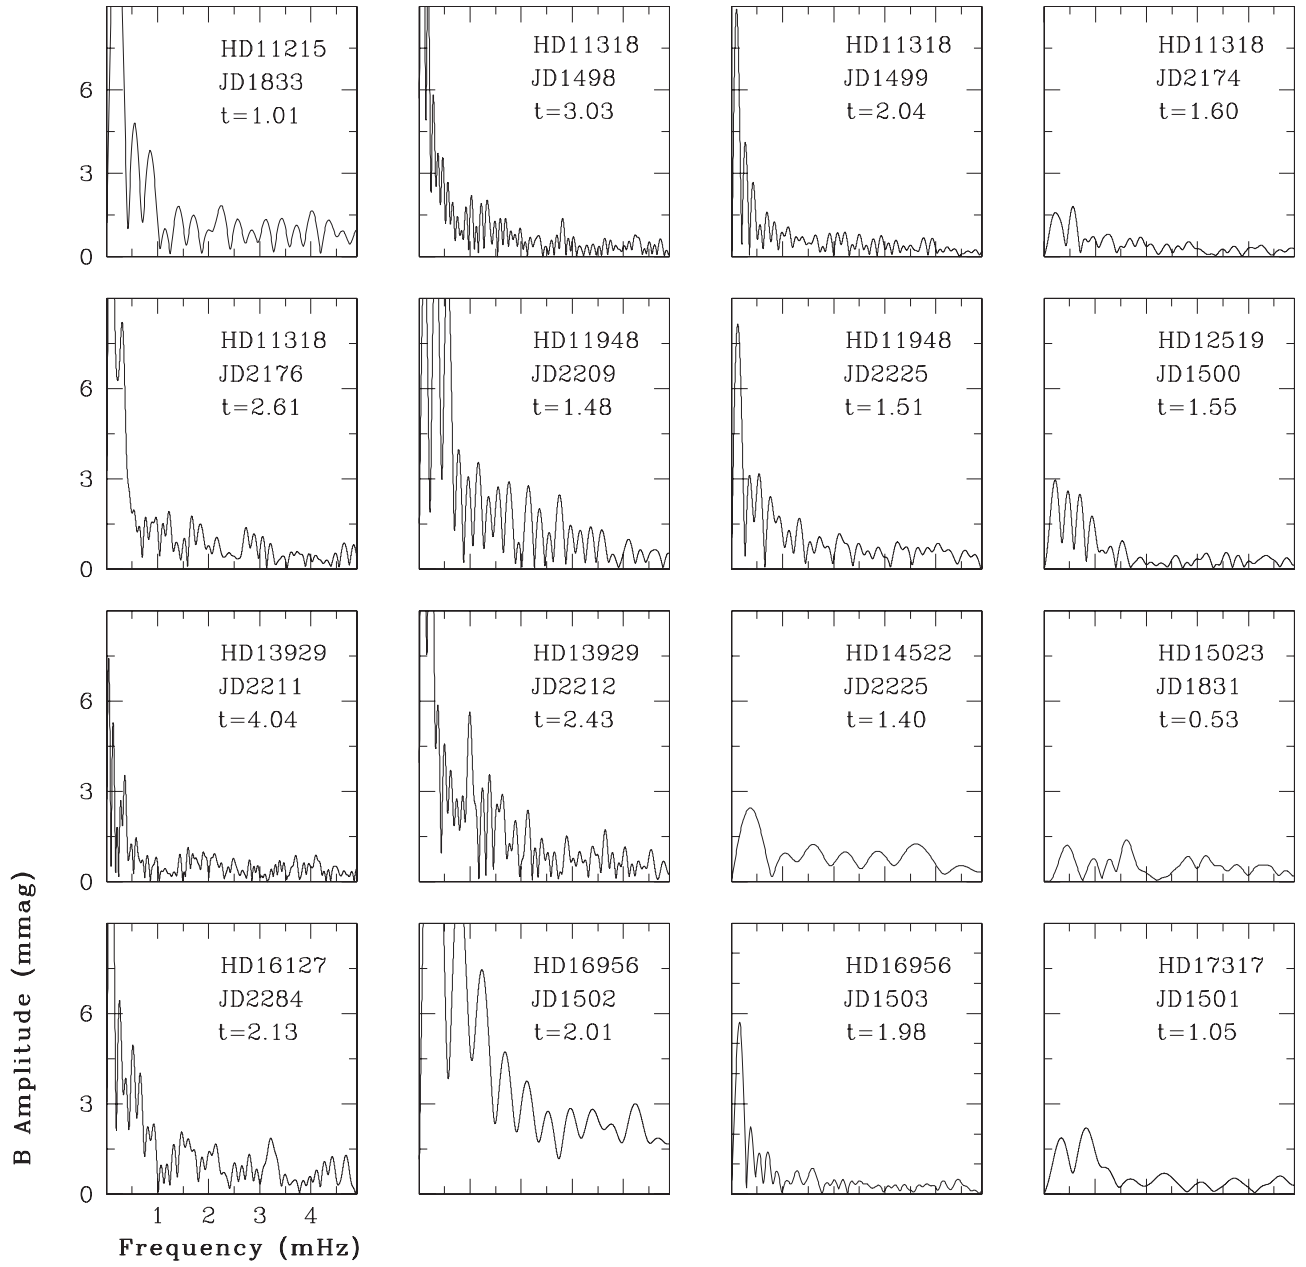 HD11215
JD1833
t=1.01
HD11318
JD1498
t=3.03
HD11318
JD1499
t=2.04
HD11318
JD2174
t=1.60
6
3
0
HD11318
JD2176
t=2.61
HD11948
JD2209
t=1.48
HD11948
JD2225
t=1.51
HD12519
JD1500
t=1.55
6
3
0
HD13929
JD2211
t=4.04
HD13929
JD2212
t=2.43
HD14522
JD2225
t=1.40
HD15023
JD1831
t=0.53
6
3
0
HD16127
JD2284
t=2.13
HD16956
JD1502
t=2.01
HD16956
JD1503
t=1.98
HD17317
JD1501
t=1.05
6
3
0
B Amplitude (mmag)
1 2 3 4
Frequency (mHz)